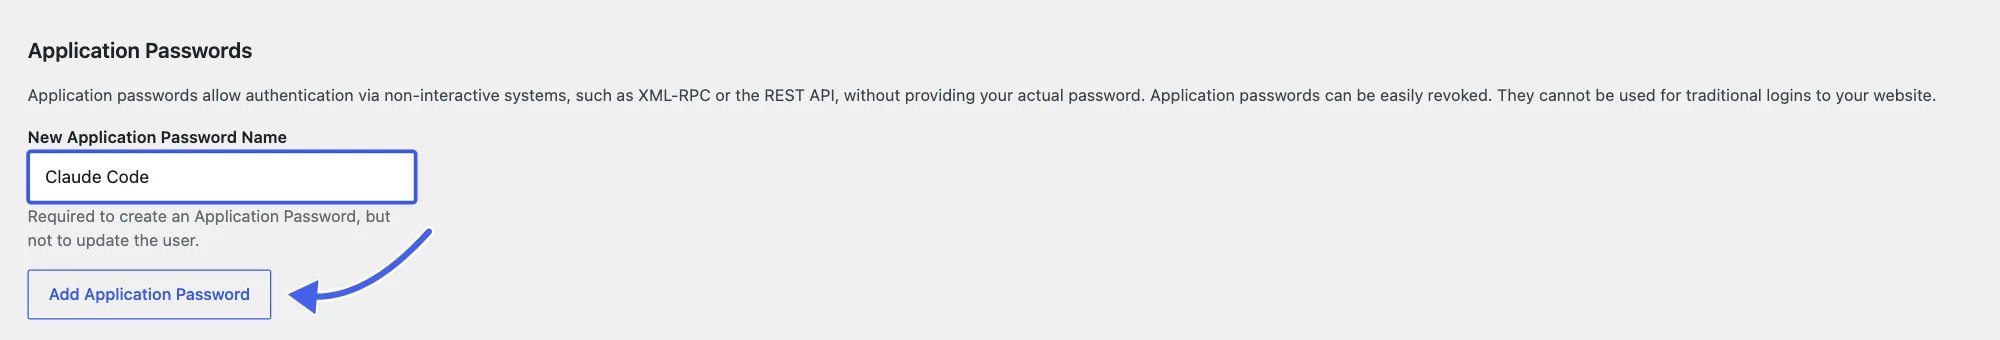 Application Passwords
Application passwords allow authentication via non-interactive systems, such as XML-RPC or the REST API, without providing your actual password. Application passwords can be easily revoked. They cannot be used for traditional logins to your website.
New Application Password Name
Claude Code
Required to create an Application Password, but
not to update the user.
Add Application Password